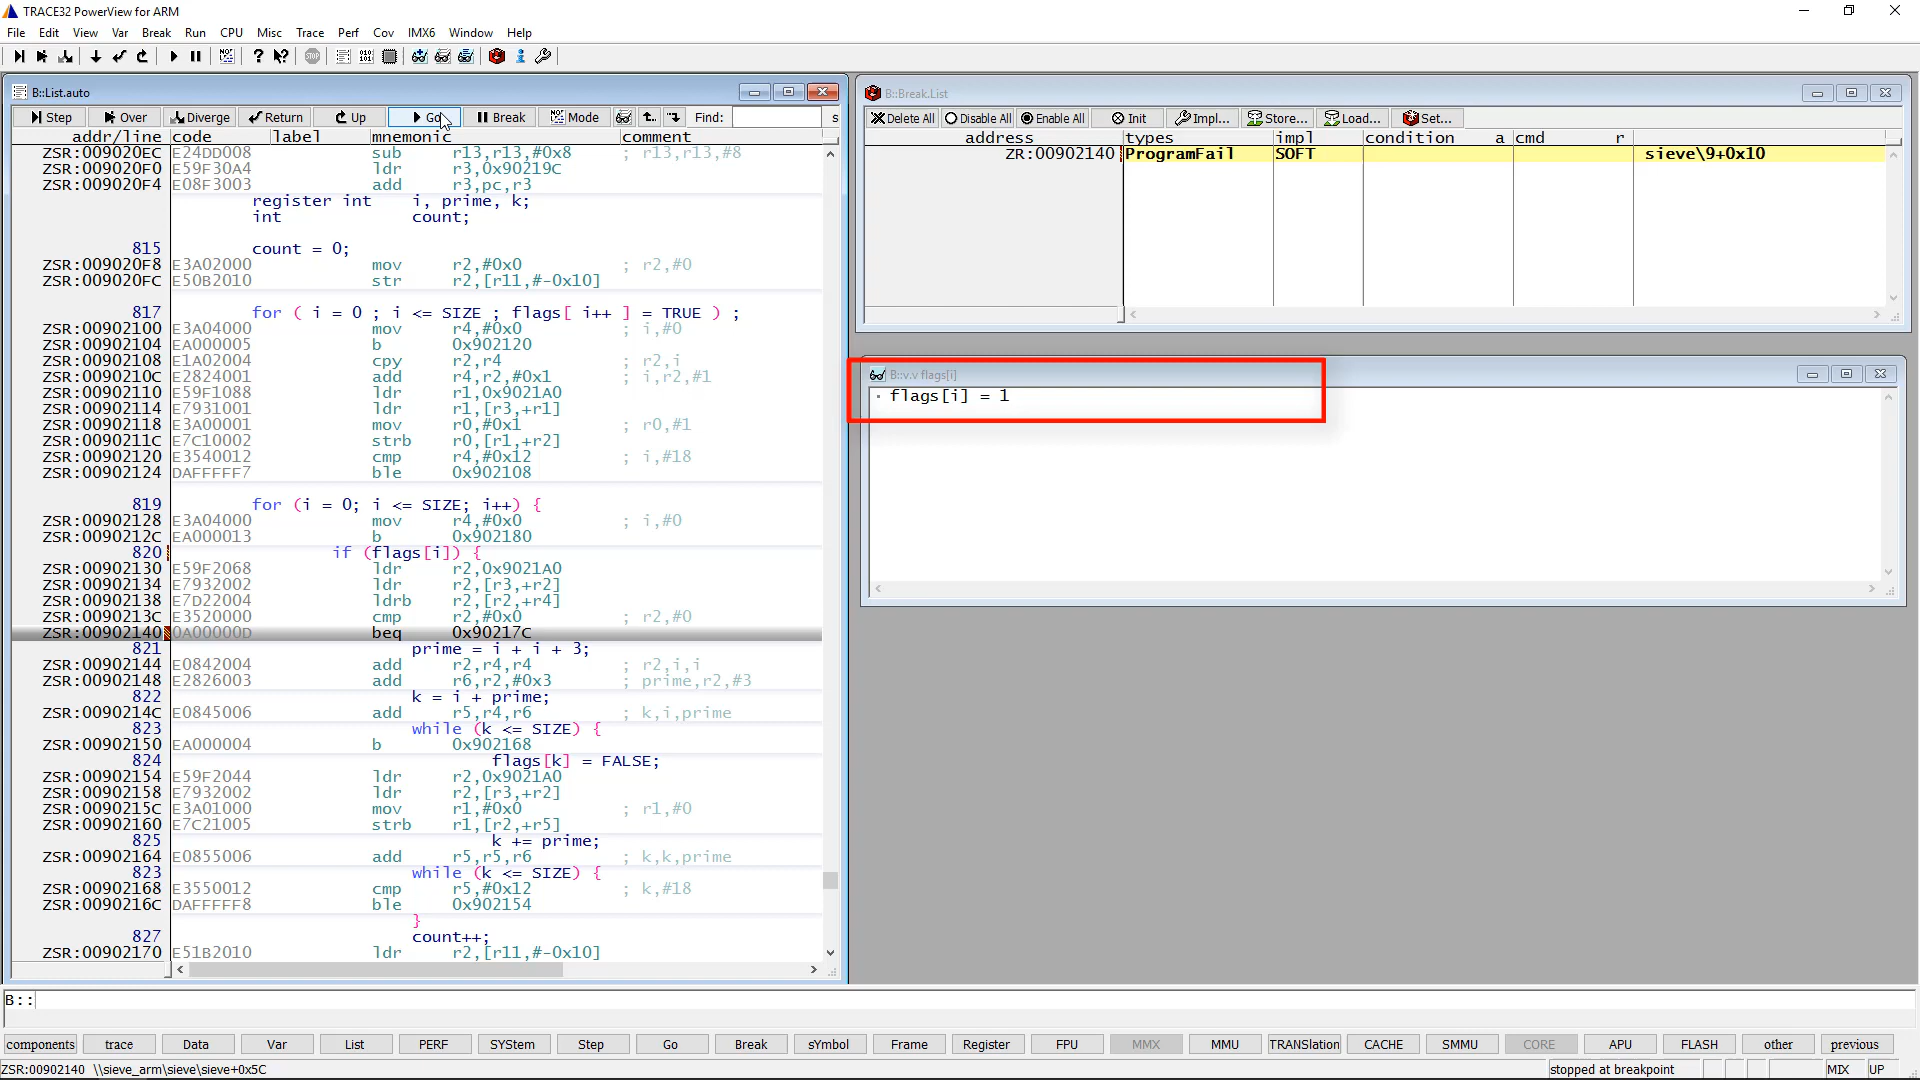 TRACE32 PowerView for ARM
File Edit View Var Break Run CPU Misc Trace Perf Cov IMX6 Window Help
B::List.auto
Step Over Diverge Return Up Go Break Mode Find: s
addr/line code label mnemonic comment
ZSR:009020EC E24DD008 sub r13,r13,#0x8 ; r13,r13,#8
ZSR:009020F0 E59F30A4 ldr r3,0x90219C
ZSR:009020F4 E08F3003 add r3,pc,r3
register int i, prime, k;
int count;
815 count = 0;
ZSR:009020F8 E3A02000 mov r2,#0x0 ; r2,#0
ZSR:009020FC E50B2010 str r2,[r11,#-0x10]
817 for ( i = 0 ; i <= SIZE ; flags[ i++ ] = TRUE ) ;
ZSR:00902100 E3A04000 mov r4,#0x0 ; i,#0
ZSR:00902104 EA000005 b 0x902120
ZSR:00902108 E1A02004 cpy r2,r4 ; r2,i
ZSR:0090210C E2824001 add r4,r2,#0x1 ; i,r2,#1
ZSR:00902110 E59F1088 ldr r1,0x9021A0
ZSR:00902114 E7931001 ldr r1,[r3,+r1]
ZSR:00902118 E3A00001 mov r0,#0x1 ; r0,#1
ZSR:0090211C E7C10002 strb r0,[r1,+r2]
ZSR:00902120 E3540012 cmp r4,#0x12 ; i,#18
ZSR:00902124 DAFFFFF7 ble 0x902108
819 for (i = 0; i <= SIZE; i++) {
ZSR:00902128 E3A04000 mov r4,#0x0 ; i,#0
ZSR:0090212C EA000013 b 0x902180
820 if (flags[i]) {
ZSR:00902130 E59F2068 ldr r2,0x9021A0
ZSR:00902134 E7932002 ldr r2,[r3,+r2]
ZSR:00902138 E7D22004 ldrb r2,[r2,+r4]
ZSR:0090213C E3520000 cmp r2,#0x0 ; r2,#0
ZSR:00902140 0A00000D beq 0x90217C
821 prime = i + i + 3;
ZSR:00902144 E0842004 add r2,r4,r4 ; r2,i,i
ZSR:00902148 E2826003 add r6,r2,#0x3 ; prime,r2,#3
822 k = i + prime;
ZSR:0090214C E0845006 add r5,r4,r6 ; k,i,prime
823 while (k <= SIZE) {
ZSR:00902150 EA000004 b 0x902168
824 flags[k] = FALSE;
ZSR:00902154 E59F2044 ldr r2,0x9021A0
ZSR:00902158 E7932002 ldr r2,[r3,+r2]
ZSR:0090215C E3A01000 mov r1,#0x0 ; r1,#0
ZSR:00902160 E7C21005 strb r1,[r2,+r5]
825 k += prime;
ZSR:00902164 E0855006 add r5,r5,r6 ; k,k,prime
823 while (k <= SIZE) {
ZSR:00902168 E3550012 cmp r5,#0x12 ; k,#18
ZSR:0090216C DAFFFFF8 ble 0x902154
}
827 count++;
ZSR:00902170 E51B2010 ldr r2,[r11,#-0x10]
B::Break.List
Delete All Disable All Enable All Init Impl... Store... Load... Set...
address types impl condition a cmd r
ZR:00902140 ProgramFail SOFT sieve\9+0x10
B::v.v flags[i]
flags[i] = 1
B::
components trace Data Var List PERF SYStem Step Go Break sYmbol Frame Register FPU MMX MMU TRANSlation CACHE SMMU CORE APU FLASH other previous
ZSR:00902140 \\sieve_arm\sieve\sieve+0x5C stopped at breakpoint MIX UP